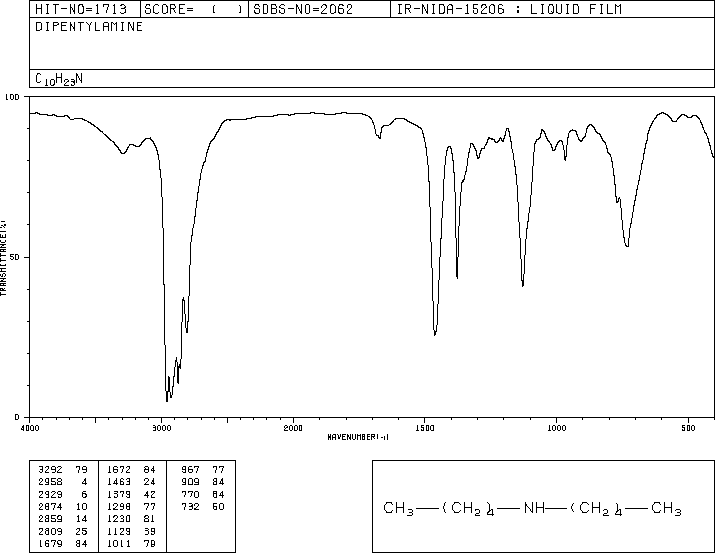 HIT-NO=1713 SCORE= ( ) SDBS-NO=2062 IR-NIDA-15206 : LIQUID FILM
DIPENTYLAMINE
C10H23N
100
50
0
TRANSMITTANCE(%)
4000 3000 2000 1500 1000 500
WAVENUMBER(-1)
3292 79 1672 84 967 77
2958 4 1463 24 909 84
2929 6 1379 42 770 64
2874 10 1298 77 732 50
2859 14 1230 81
2809 25 1129 39
1679 84 1011 79
CH3—(CH2)4—NH—(CH2)4—CH3